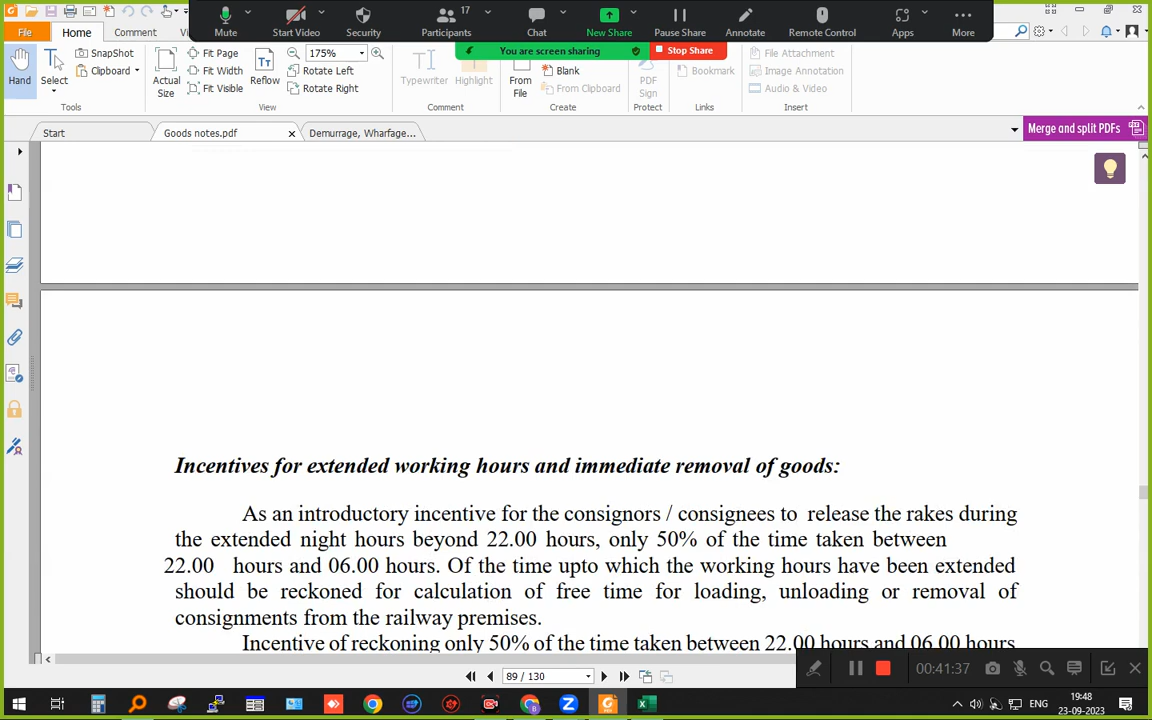 17
Mute
Start Video
Security
Participants
Chat
New Share
Pause Share
Annotate
Remote Control
Apps
More
You are screen sharing
Stop Share
File
Home
Comment
Vi
Hand
Select
SnapShot
Clipboard
Actual Size
Fit Page
Fit Width
Fit Visible
Reflow
175%
Rotate Left
Rotate Right
Typewriter
Highlight
From File
Blank
From Clipboard
PDF Sign
Bookmark
File Attachment
Image Annotation
Audio & Video
Tools
View
Comment
Create
Protect
Links
Insert
Start
Goods notes.pdf
Demurrage, Wharfage...
Merge and split PDFs
Incentives for extended working hours and immediate removal of goods:
As an introductory incentive for the consignors / consignees to release the rakes during
the extended night hours beyond 22.00 hours, only 50% of the time taken between
22.00 hours and 06.00 hours. Of the time upto which the working hours have been extended
should be reckoned for calculation of free time for loading, unloading or removal of
consignments from the railway premises.
Incentive of reckoning only 50% of the time taken between 22.00 hours and 06.00 hours
89 / 130
00:41:37
ENG
19:48
23-09-2023